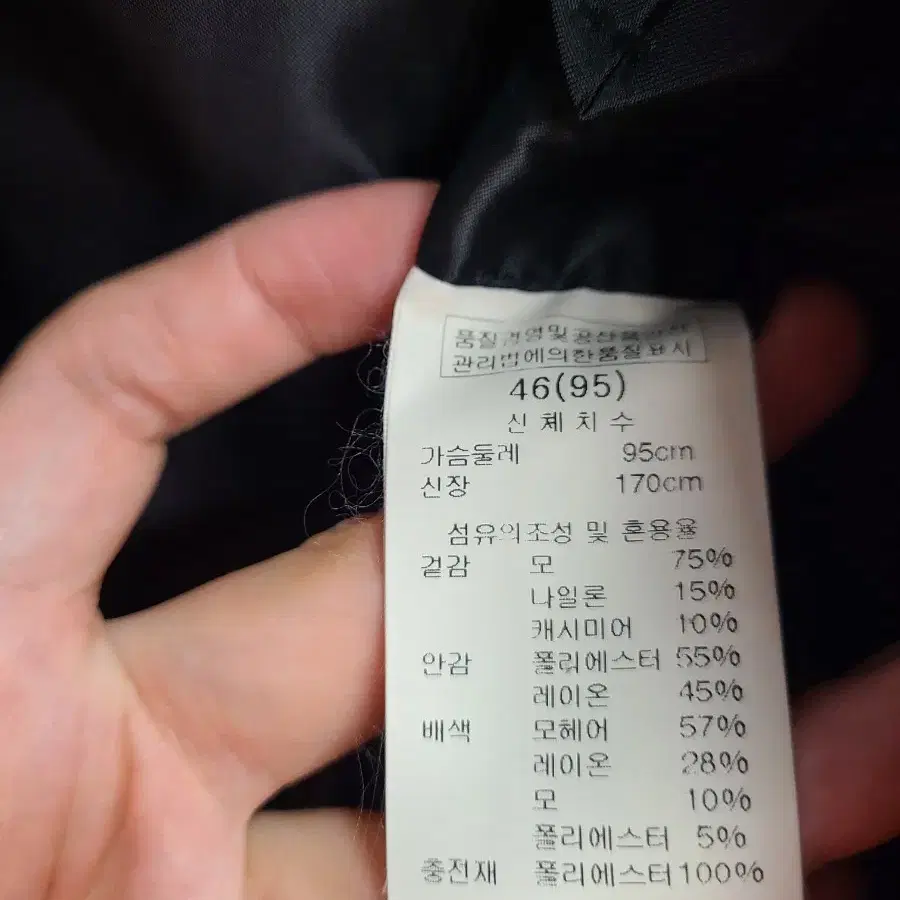 품질경영및공산품안전
관리법에의한품질표시
46(95)
신체치수
가슴둘레 95cm
신장 170cm
섬유의조성 및 혼용율
겉감 모 75%
나일론 15%
캐시미어 10%
안감 폴리에스터 55%
레이온 45%
배색 모헤어 57%
레이온 28%
모 10%
폴리에스터 5%
충전재 폴리에스터 100%